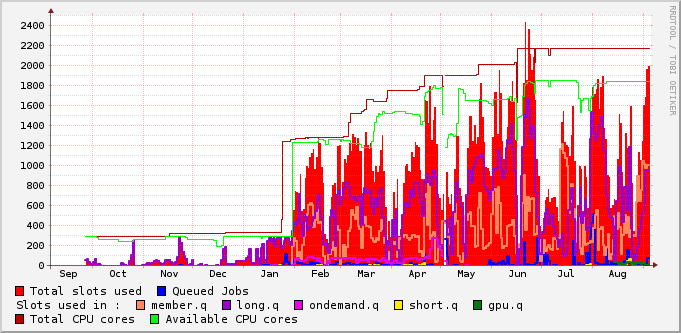 RRDTOOL / TOBI OETIKER
2400
2200
2000
1800
1600
1400
1200
1000
800
600
400
200
0
Sep Oct Nov Dec Jan Feb Mar Apr May Jun Jul Aug
Total slots used Queued Jobs
Slots used in : member.q long.q ondemand.q short.q gpu.q
Total CPU cores Available CPU cores